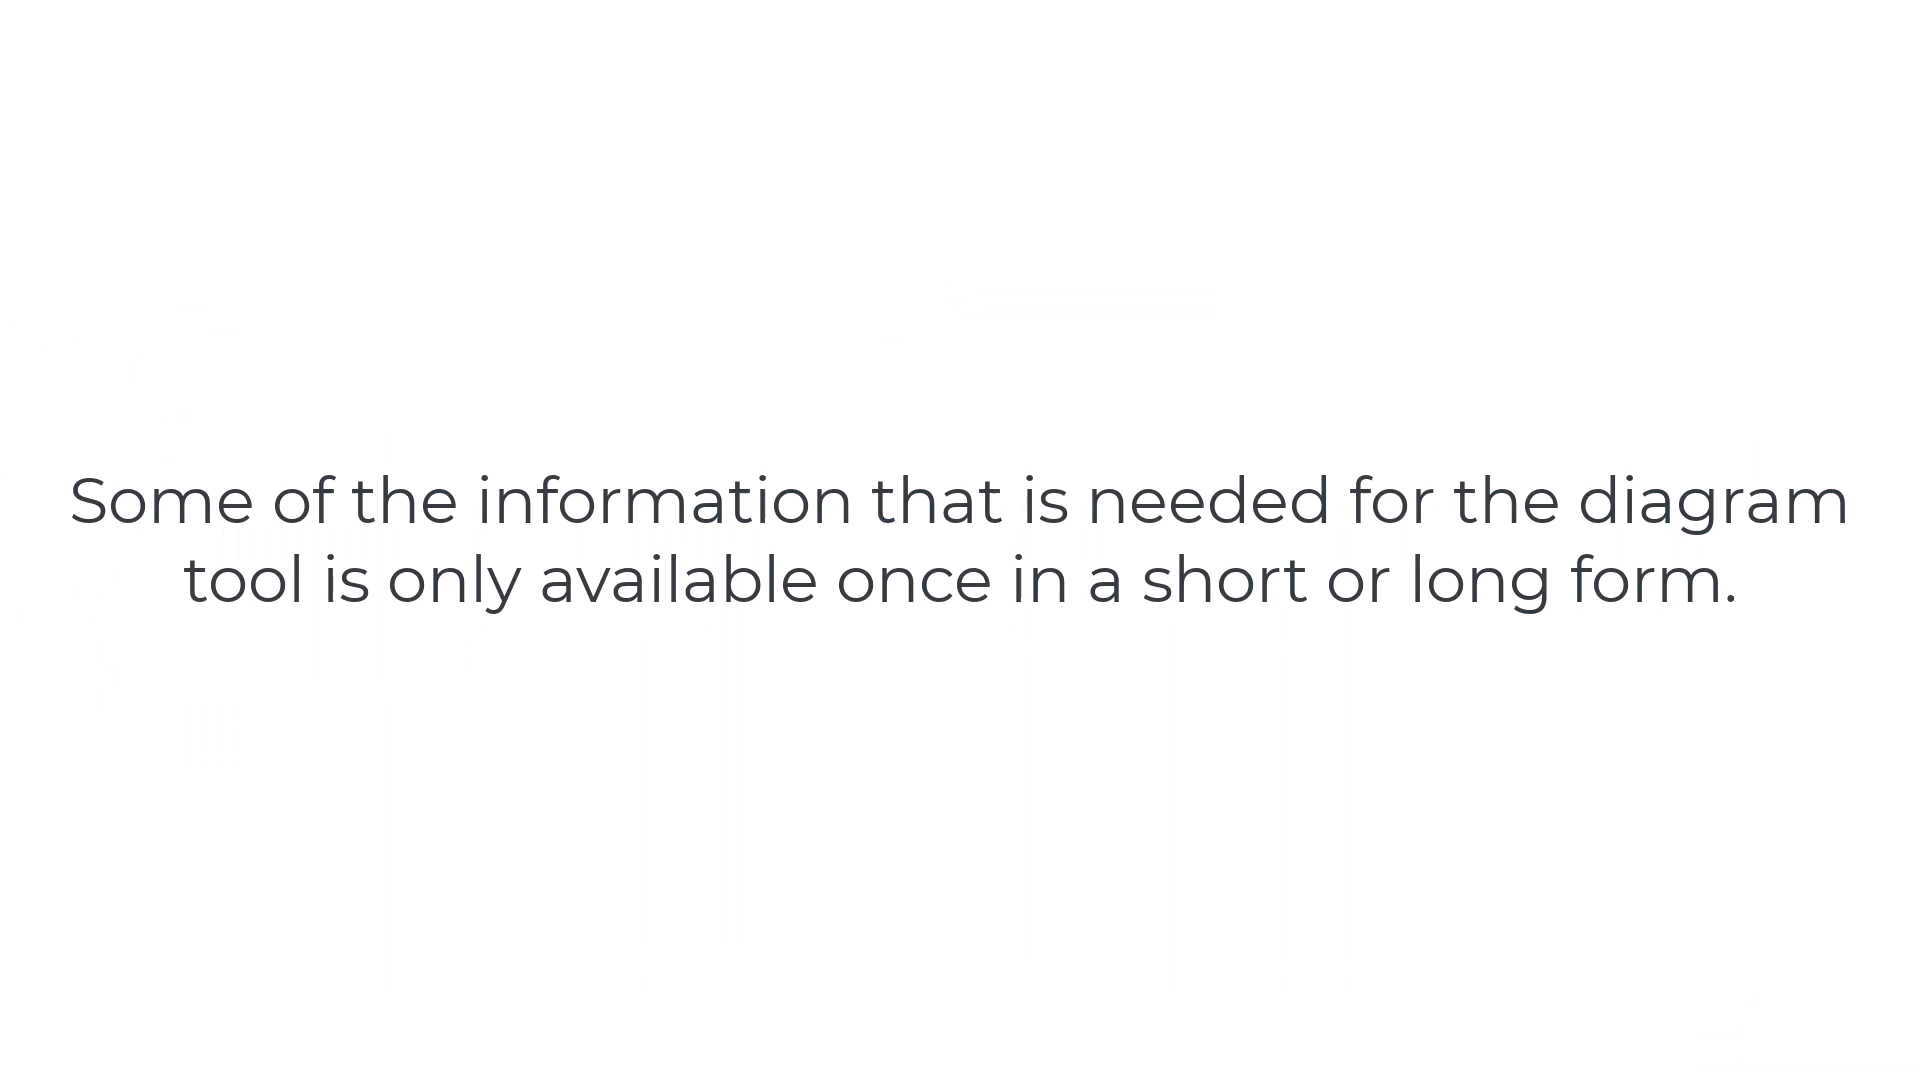 Some of the information that is needed for the diagram
tool is only available once in a short or long form.